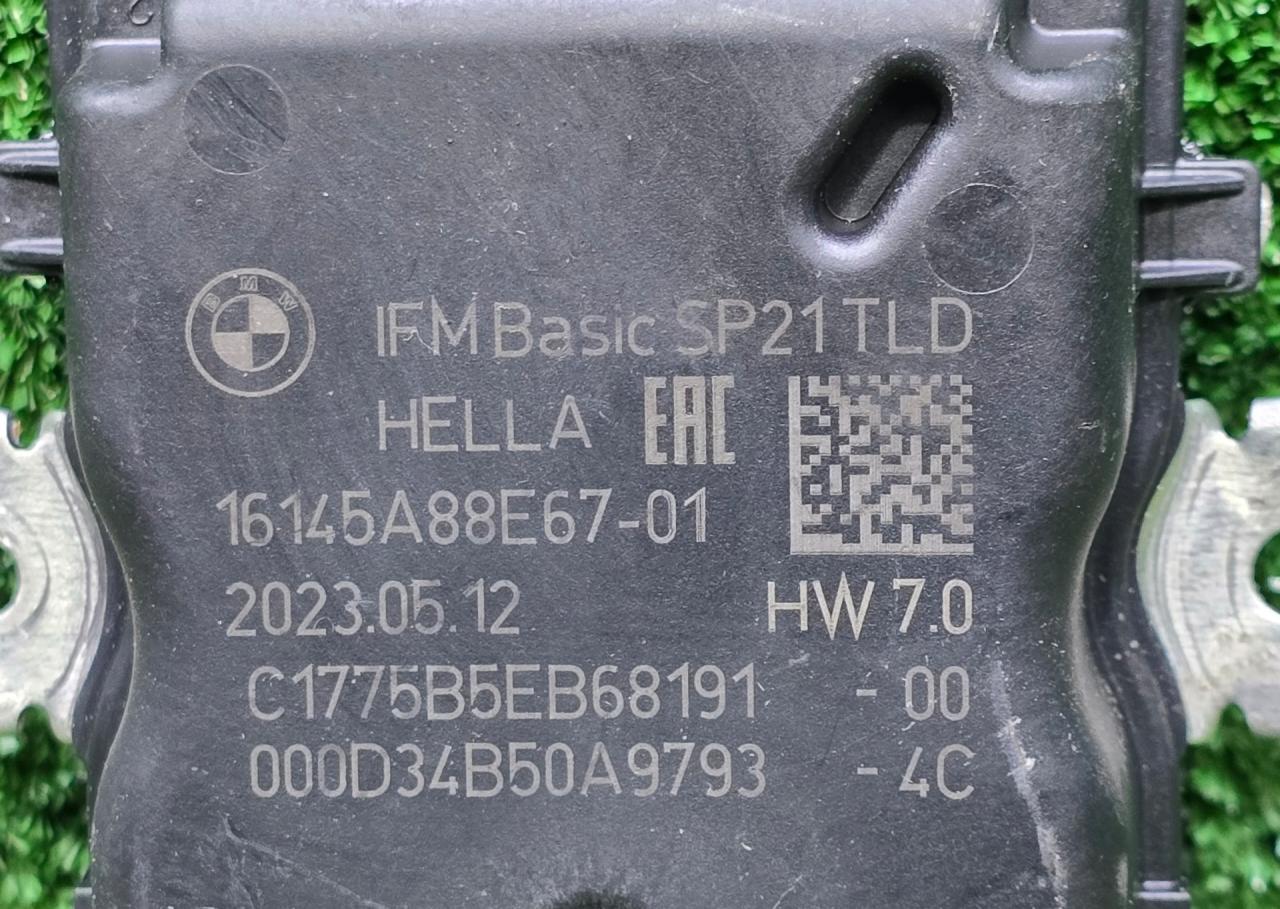 BMW
IFM Basic SP21 TLD
HELLA EAC
16145A88E67-01
2023.05.12 HW 7.0
C1775B5EB68191 - 00
000D34B50A9793 - 4C